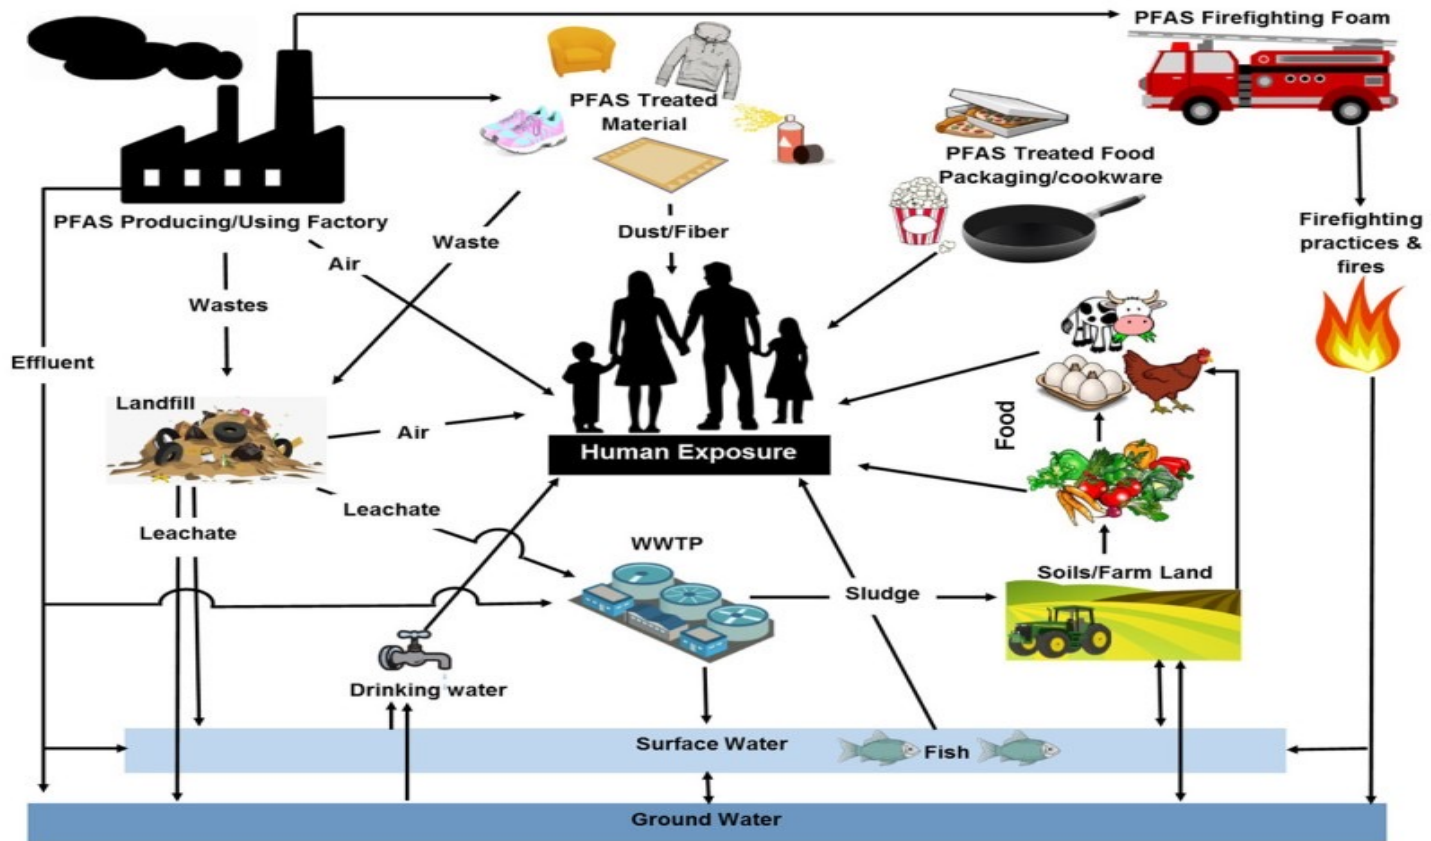 PFAS Firefighting Foam
PFAS Treated
Material
PFAS Treated Food
Packaging/cookware
PFAS Producing/Using Factory
Firefighting
practices &
fires
Dust/Fiber
Waste
Air
Wastes
Effluent
Landfill
Air
Food
Human Exposure
Leachate
Leachate
WWTP
Soils/Farm Land
Sludge
Drinking water
Surface Water
Fish
Ground Water